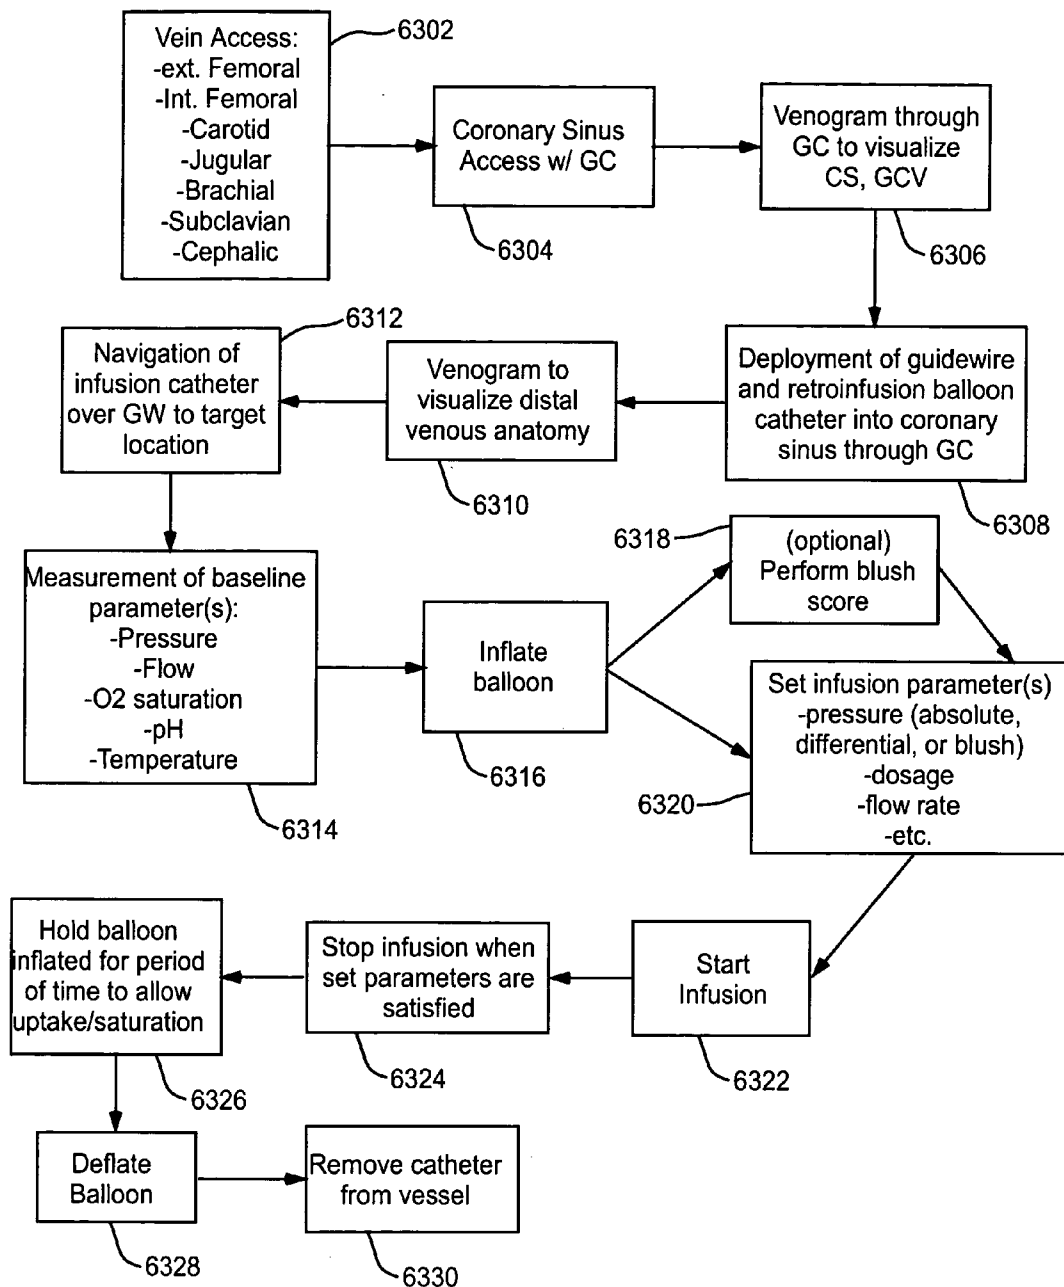 Vein Access:
-ext. Femoral
-Int. Femoral
-Carotid
-Jugular
-Brachial
-Subclavian
-Cephalic
6302
Coronary Sinus
Access w/ GC
6304
Venogram through
GC to visualize
CS, GCV
6306
Deployment of guidewire
and retroinfusion balloon
catheter into coronary
sinus through GC
6308
Venogram to
visualize distal
venous anatomy
6310
Navigation of
infusion catheter
over GW to target
location
6312
Measurement of baseline
parameter(s):
-Pressure
-Flow
-O2 saturation
-pH
-Temperature
6314
Inflate
balloon
6316
(optional)
Perform blush
score
6318
Set infusion parameter(s)
-pressure (absolute,
differential, or blush)
-dosage
-flow rate
-etc.
6320
Start
Infusion
6322
Stop infusion when
set parameters are
satisfied
6324
Hold balloon
inflated for period
of time to allow
uptake/saturation
6326
Deflate
Balloon
6328
Remove catheter
from vessel
6330